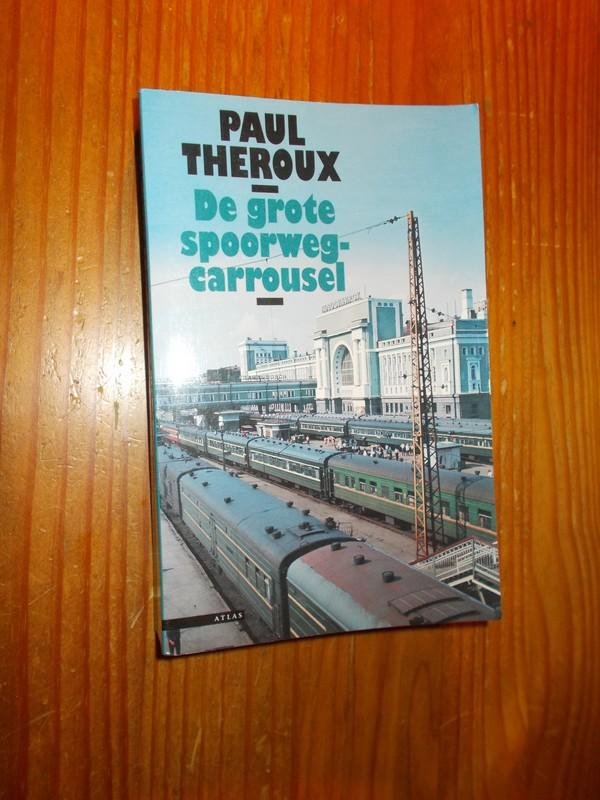 PAUL
THEROUX
De grote
spoorweg-
carrousel
ATLAS